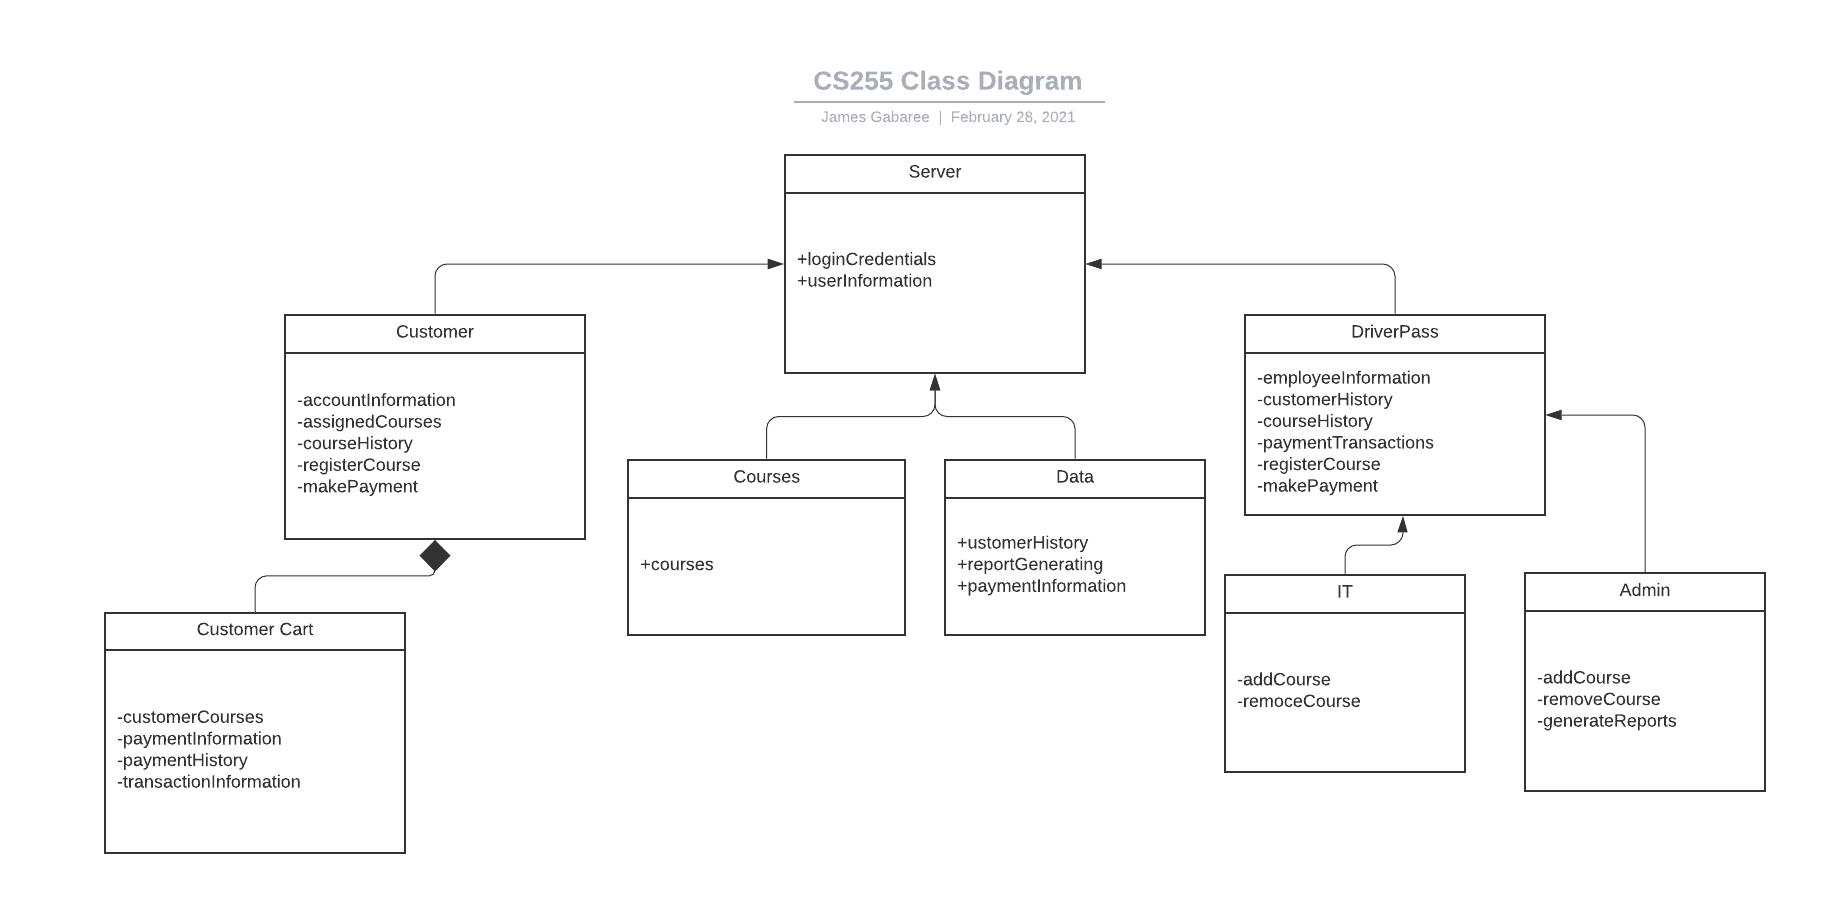 CS255 Class Diagram
James Gabaree | February 28, 2021
Server
+loginCredentials
+userInformation
Customer
-accountInformation
-assignedCourses
-courseHistory
-registerCourse
-makePayment
DriverPass
-employeeInformation
-customerHistory
-courseHistory
-paymentTransactions
-registerCourse
-makePayment
Courses
+courses
Data
+ustomerHistory
+reportGenerating
+paymentInformation
IT
-addCourse
-remoceCourse
Admin
-addCourse
-removeCourse
-generateReports
Customer Cart
-customerCourses
-paymentInformation
-paymentHistory
-transactionInformation